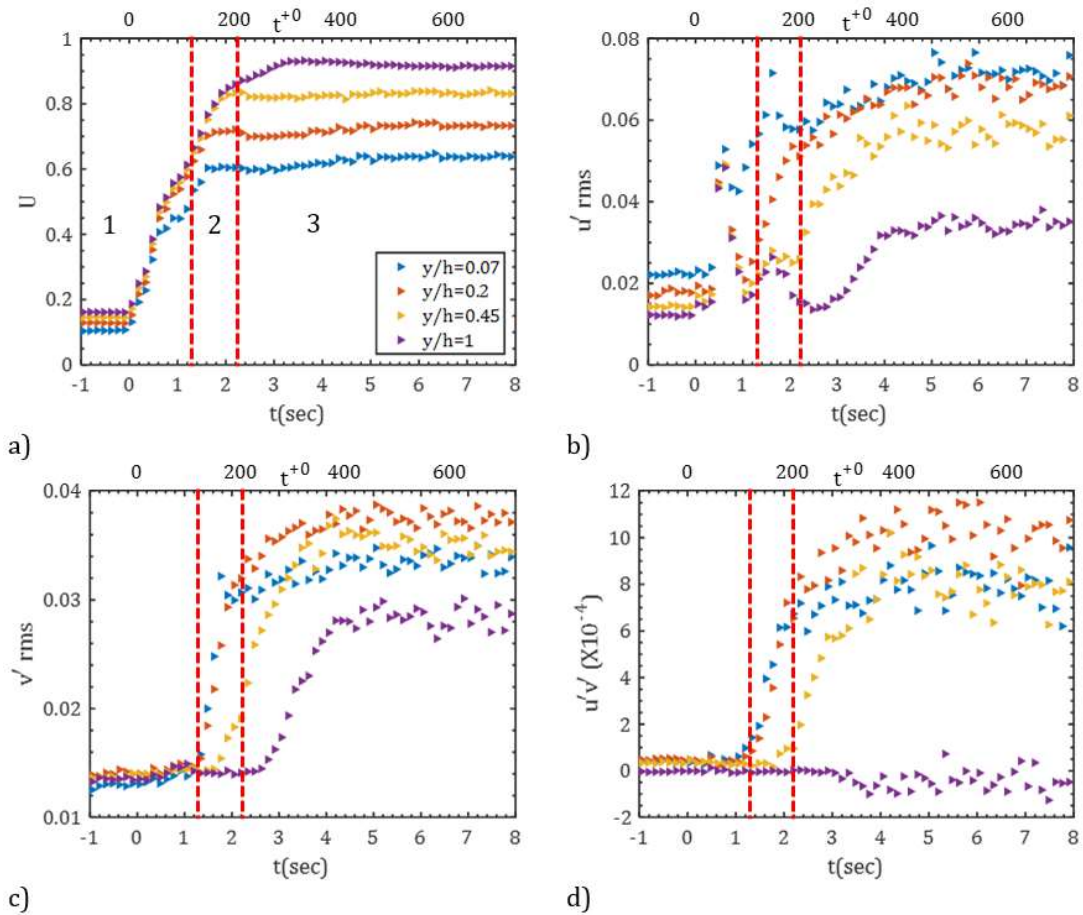 0 200 t⁺⁰ 400 600
1
0.8
0.6
0.4
0.2
0
U
1 2 3
y/h=0.07
y/h=0.2
y/h=0.45
y/h=1
-1 0 1 2 3 4 5 6 7 8
t(sec)
a)
0 200 t⁺⁰ 400 600
0.08
0.06
0.04
0.02
0
u' rms
-1 0 1 2 3 4 5 6 7 8
t(sec)
b)
0 200 t⁺⁰ 400 600
0.04
0.03
0.02
0.01
v' rms
-1 0 1 2 3 4 5 6 7 8
t(sec)
c)
0 200 t⁺⁰ 400 600
12
10
8
6
4
2
0
-2
u'v' (X10⁻⁴)
-1 0 1 2 3 4 5 6 7 8
t(sec)
d)